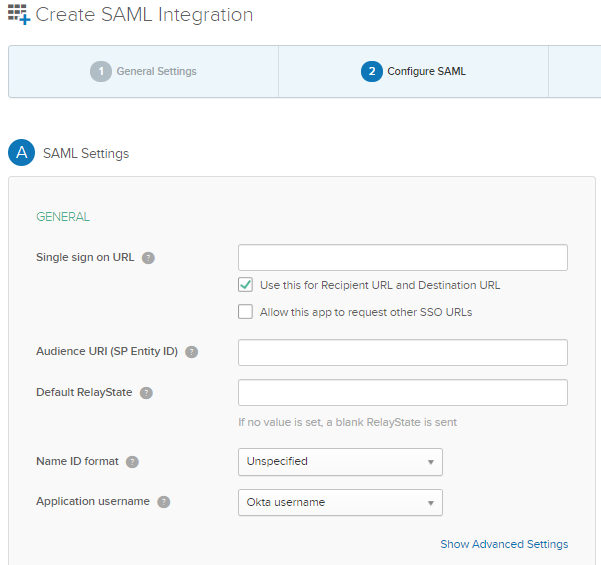 Create SAML Integration
1 General Settings
2 Configure SAML
A SAML Settings
GENERAL
Single sign on URL ?
Use this for Recipient URL and Destination URL
Allow this app to request other SSO URLs
Audience URI (SP Entity ID) ?
Default RelayState ?
If no value is set, a blank RelayState is sent
Name ID format ? Unspecified
Application username ? Okta username
Show Advanced Settings